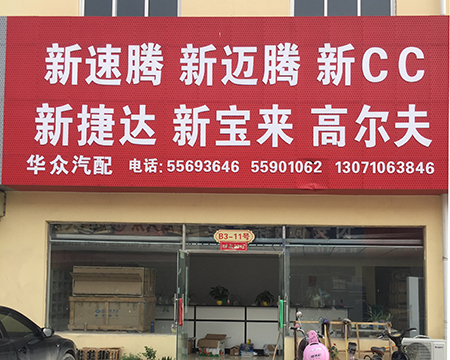 新速腾 新迈腾 新CC
新捷达 新宝来 高尔夫
华众汽配 电话: 55693646 55901062 13071063846
B3-11号